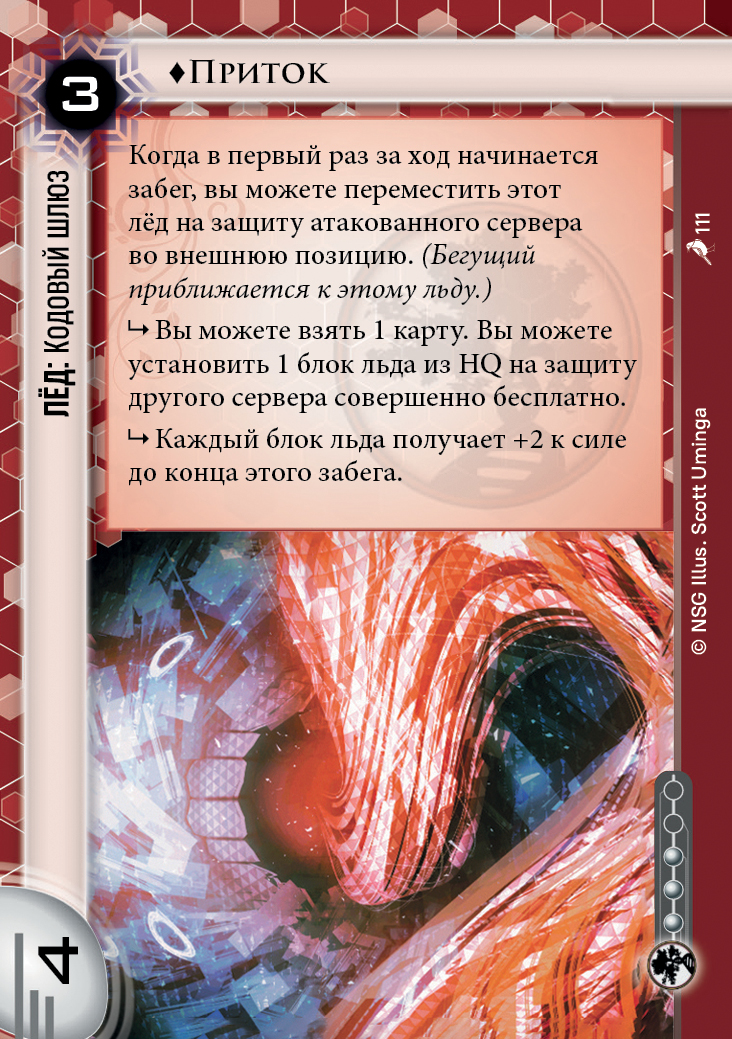 3
♦Приток
ЛЁД: Кодовый шлюз
Когда в первый раз за ход начинается
забег, вы можете переместить этот
лёд на защиту атакованного сервера
во внешнюю позицию. (Бегущий
приближается к этому льду.)
↳ Вы можете взять 1 карту. Вы можете
установить 1 блок льда из HQ на защиту
другого сервера совершенно бесплатно.
↳ Каждый блок льда получает +2 к силе
до конца этого забега.
111
© NSG Illus. Scott Uminga
4